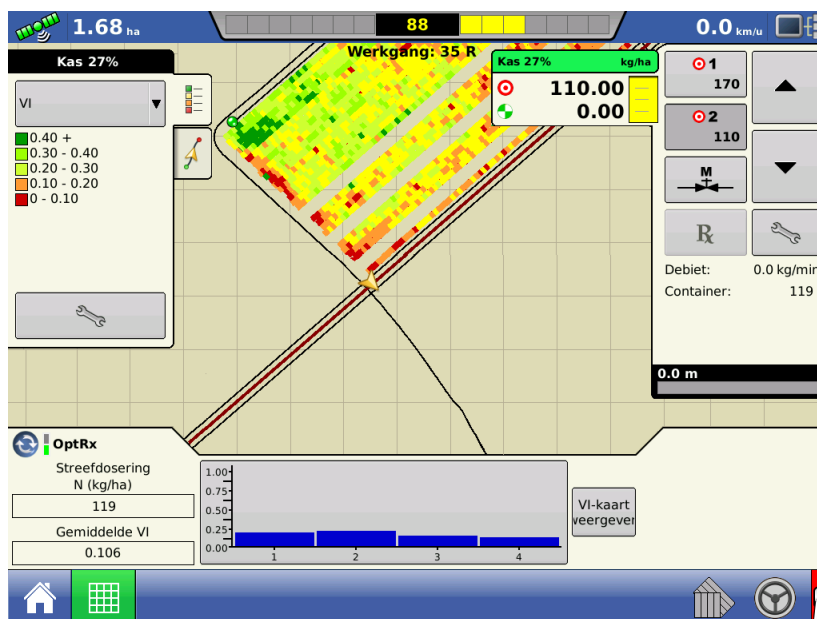 1.68 ha
88
0.0 km/u
Kas 27%
VI
0.40 +
0.30 - 0.40
0.20 - 0.30
0.10 - 0.20
0 - 0.10
Werkgang: 35 R
Kas 27% kg/ha
110.00
0.00
1
170
2
110
M
Rx
Debiet: 0.0 kg/min
Container: 119
0.0 m
OptRx
Streefdosering
N (kg/ha)
119
Gemiddelde VI
0.106
1.00
0.75
0.50
0.25
0.00
1 2 3 4
VI-kaart
weergeven